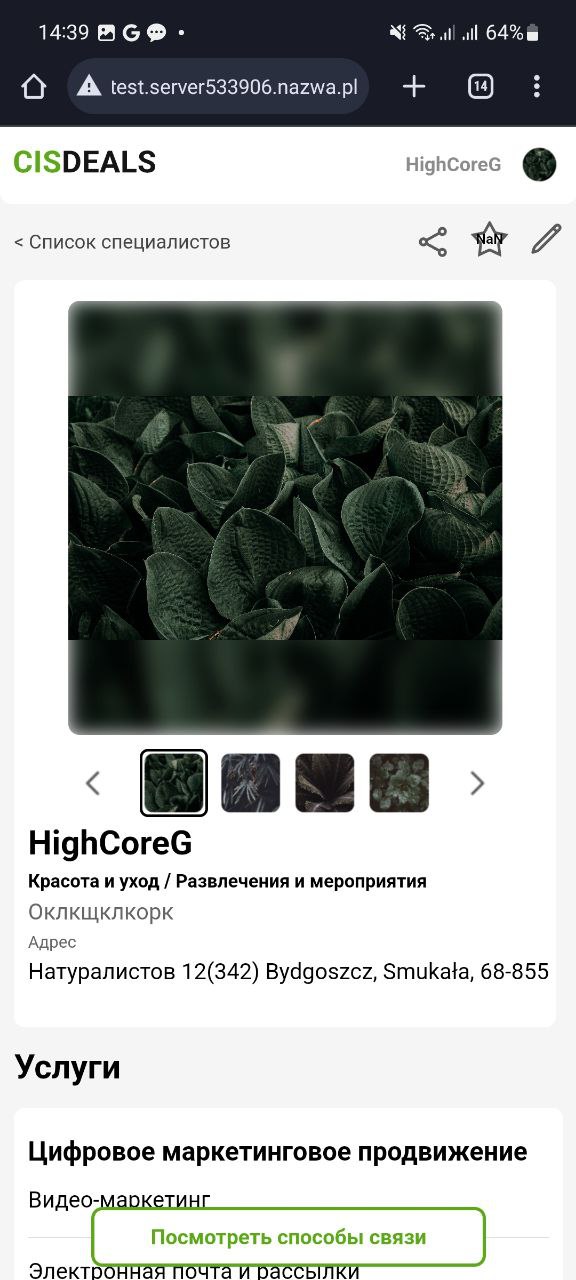 14:39
64%
test.server533906.nazwa.pl
14
CISDEALS
HighCoreG
< Список специалистов
NaN
HighCoreG
Красота и уход / Развлечения и мероприятия
Оклкщклкорк
Адрес
Натуралистов 12(342) Bydgoszcz, Smukała, 68-855
Услуги
Цифровое маркетинговое продвижение
Видео-маркетинг
Посмотреть способы связи
Электронная почта и рассылки